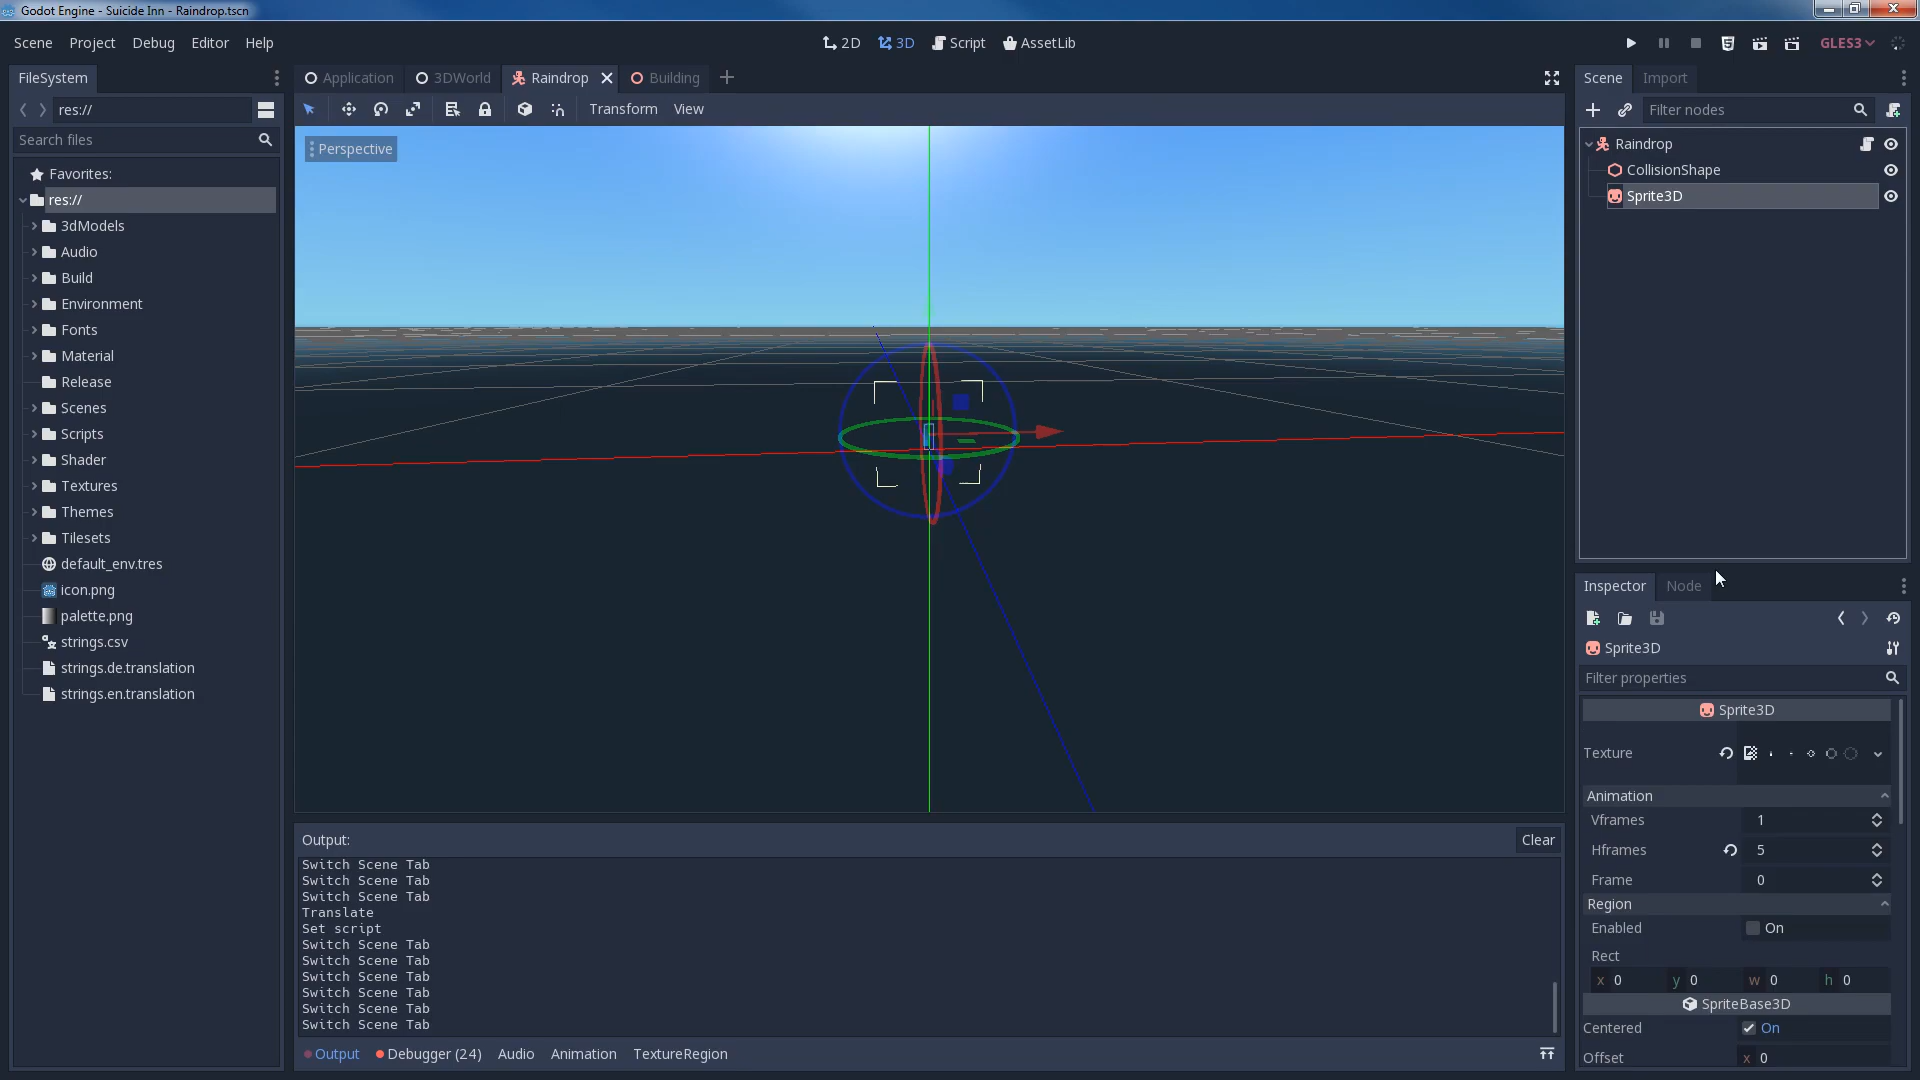 Godot Engine - Suicide Inn - Raindrop.tscn
Scene Project Debug Editor Help
2D 3D Script AssetLib
GLES3
FileSystem
res://
Search files
Favorites:
res://
3dModels
Audio
Build
Environment
Fonts
Material
Release
Scenes
Scripts
Shader
Textures
Themes
Tilesets
default_env.tres
icon.png
palette.png
strings.csv
strings.de.translation
strings.en.translation
Application 3DWorld Raindrop Building
Transform View
Perspective
Output:
Clear
Switch Scene Tab
Switch Scene Tab
Switch Scene Tab
Translate
Set script
Switch Scene Tab
Switch Scene Tab
Switch Scene Tab
Switch Scene Tab
Switch Scene Tab
Switch Scene Tab
Output Debugger (24) Audio Animation TextureRegion
Scene Import
Filter nodes
Raindrop
CollisionShape
Sprite3D
Inspector Node
Sprite3D
Filter properties
Sprite3D
Texture
Animation
Vframes 1
Hframes 5
Frame 0
Region
Enabled On
Rect
x 0 y 0 w 0 h 0
SpriteBase3D
Centered On
Offset x 0